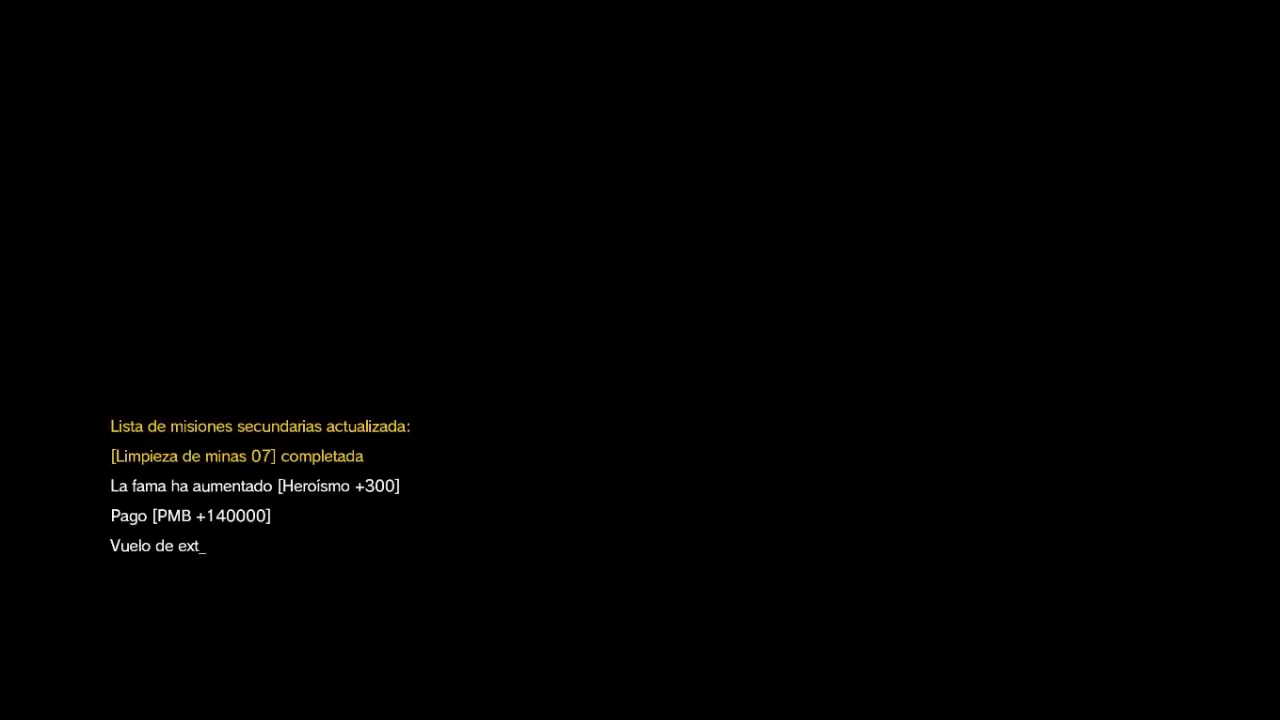 Lista de misiones secundarias actualizada:
[Limpieza de minas 07] completada
La fama ha aumentado [Heroísmo +300]
Pago [PMB +140000]
Vuelo de ext_